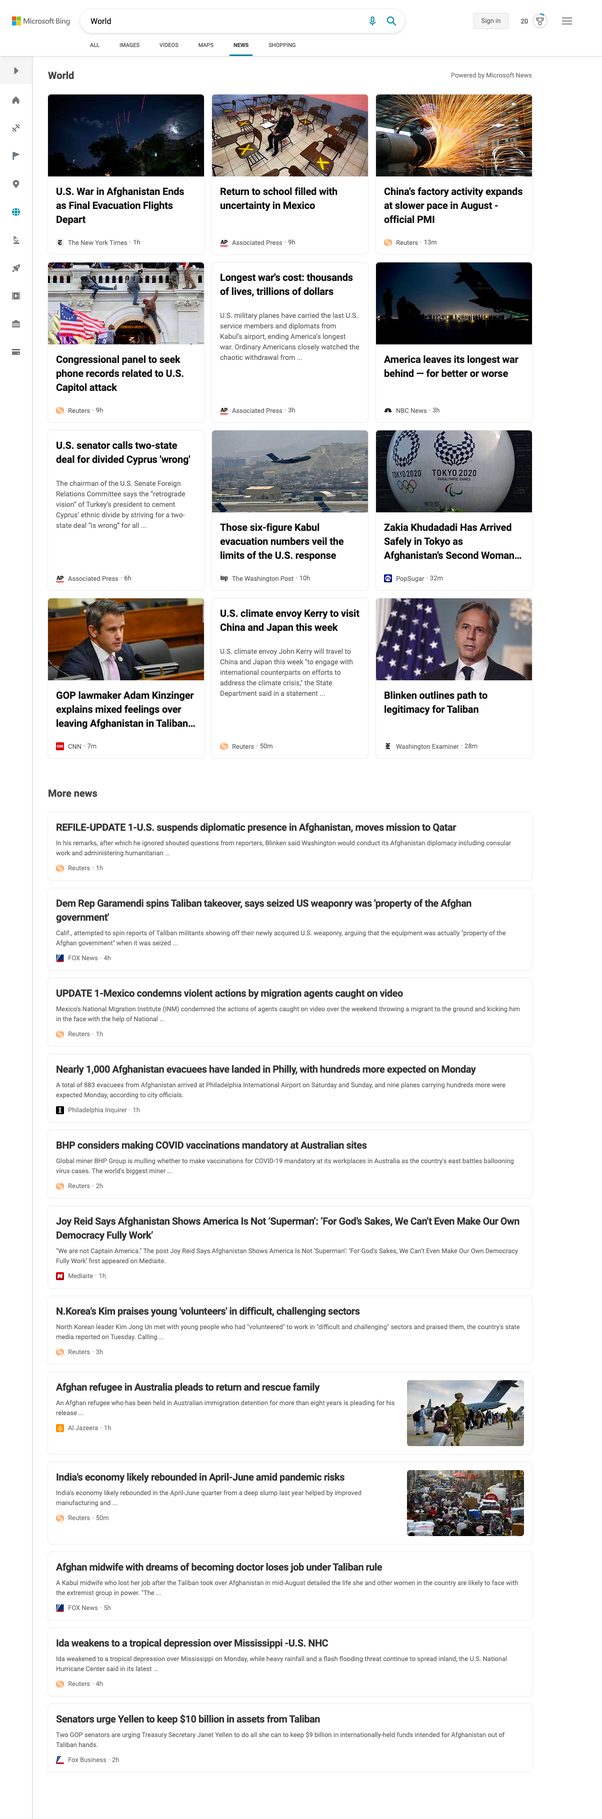 Microsoft Bing
World
Sign in
20
ALL
IMAGES
VIDEOS
MAPS
NEWS
SHOPPING
World
Powered by Microsoft News
U.S. War in Afghanistan Ends
as Final Evacuation Flights
Depart
The New York Times · 1h
Return to school filled with
uncertainty in Mexico
AP
Associated Press · 9h
China's factory activity expands
at slower pace in August -
official PMI
Reuters · 13m
Congressional panel to seek
phone records related to U.S.
Capitol attack
Reuters · 9h
Longest war's cost: thousands
of lives, trillions of dollars
U.S. military planes have carried the last U.S.
service members and diplomats from
Kabul's airport, ending America's longest
war. Ordinary Americans closely watched the
chaotic withdrawal from ...
AP
Associated Press · 3h
America leaves its longest war
behind — for better or worse
NBC News · 3h
U.S. senator calls two-state
deal for divided Cyprus 'wrong'
The chairman of the U.S. Senate Foreign
Relations Committee says the "retrograde
vision" of Turkey's president to cement
Cyprus' ethnic divide by striving for a two-
state deal "is wrong" for all ...
AP
Associated Press · 6h
Those six-figure Kabul
evacuation numbers veil the
limits of the U.S. response
wp
The Washington Post · 10h
TOKYO 2020
TOKYO 2020
PARALYMPIC GAMES
Zakia Khudadadi Has Arrived
Safely in Tokyo as
Afghanistan's Second Woman...
PopSugar · 32m
GOP lawmaker Adam Kinzinger
explains mixed feelings over
leaving Afghanistan in Taliban...
CNN · 7m
U.S. climate envoy Kerry to visit
China and Japan this week
U.S. climate envoy John Kerry will travel to
China and Japan this week "to engage with
international counterparts on efforts to
address the climate crisis," the State
Department said in a statement ...
Reuters · 50m
Blinken outlines path to
legitimacy for Taliban
Washington Examiner · 28m
More news
REFILE-UPDATE 1-U.S. suspends diplomatic presence in Afghanistan, moves mission to Qatar
In his remarks, after which he ignored shouted questions from reporters, Blinken said Washington would conduct its Afghanistan diplomacy including consular
work and administering humanitarian ...
Reuters · 1h
Dem Rep Garamendi spins Taliban takeover, says seized US weaponry was 'property of the Afghan
government'
Calif., attempted to spin reports of Taliban militants showing off their newly acquired U.S. weaponry, arguing that the equipment was actually "property of the
Afghan government" when it was seized ...
FOX News · 4h
UPDATE 1-Mexico condemns violent actions by migration agents caught on video
Mexico's National Migration Institute (INM) condemned the actions of agents caught on video over the weekend throwing a migrant to the ground and kicking him
in the face with the help of National ...
Reuters · 1h
Nearly 1,000 Afghanistan evacuees have landed in Philly, with hundreds more expected on Monday
A total of 883 evacuees from Afghanistan arrived at Philadelphia International Airport on Saturday and Sunday, and nine planes carrying hundreds more were
expected Monday, according to city officials.
Philadelphia Inquirer · 1h
BHP considers making COVID vaccinations mandatory at Australian sites
Global miner BHP Group is mulling whether to make vaccinations for COVID-19 mandatory at its workplaces in Australia as the country's east battles ballooning
virus cases. The world's biggest miner ...
Reuters · 2h
Joy Reid Says Afghanistan Shows America Is Not 'Superman': 'For God's Sakes, We Can't Even Make Our Own
Democracy Fully Work'
"We are not Captain America." The post Joy Reid Says Afghanistan Shows America Is Not 'Superman': 'For God's Sakes, We Can't Even Make Our Own Democracy
Fully Work' first appeared on Mediaite.
Mediaite · 1h
N.Korea's Kim praises young 'volunteers' in difficult, challenging sectors
North Korean leader Kim Jong Un met with young people who had "volunteered" to work in "difficult and challenging" sectors and praised them, the country's state
media reported on Tuesday. Calling ...
Reuters · 3h
Afghan refugee in Australia pleads to return and rescue family
An Afghan refugee who has been held in Australian immigration detention for more than eight years is pleading for his
release ...
Al Jazeera · 1h
India's economy likely rebounded in April-June amid pandemic risks
India's economy likely rebounded in the April-June quarter from a deep slump last year helped by improved
manufacturing and ...
Reuters · 50m
Afghan midwife with dreams of becoming doctor loses job under Taliban rule
A Kabul midwife who lost her job after the Taliban took over Afghanistan in mid-August detailed the life she and other women in the country are likely to face with
the extremist group in power. "The ...
FOX News · 5h
Ida weakens to a tropical depression over Mississippi -U.S. NHC
Ida weakened to a tropical depression over Mississippi on Monday, while heavy rainfall and a flash flooding threat continue to spread inland, the U.S. National
Hurricane Center said in its latest ...
Reuters · 4h
Senators urge Yellen to keep $10 billion in assets from Taliban
Two GOP senators are urging Treasury Secretary Janet Yellen to do all she can to keep $9 billion in internationally-held funds intended for Afghanistan out of
Taliban hands.
Fox Business · 2h